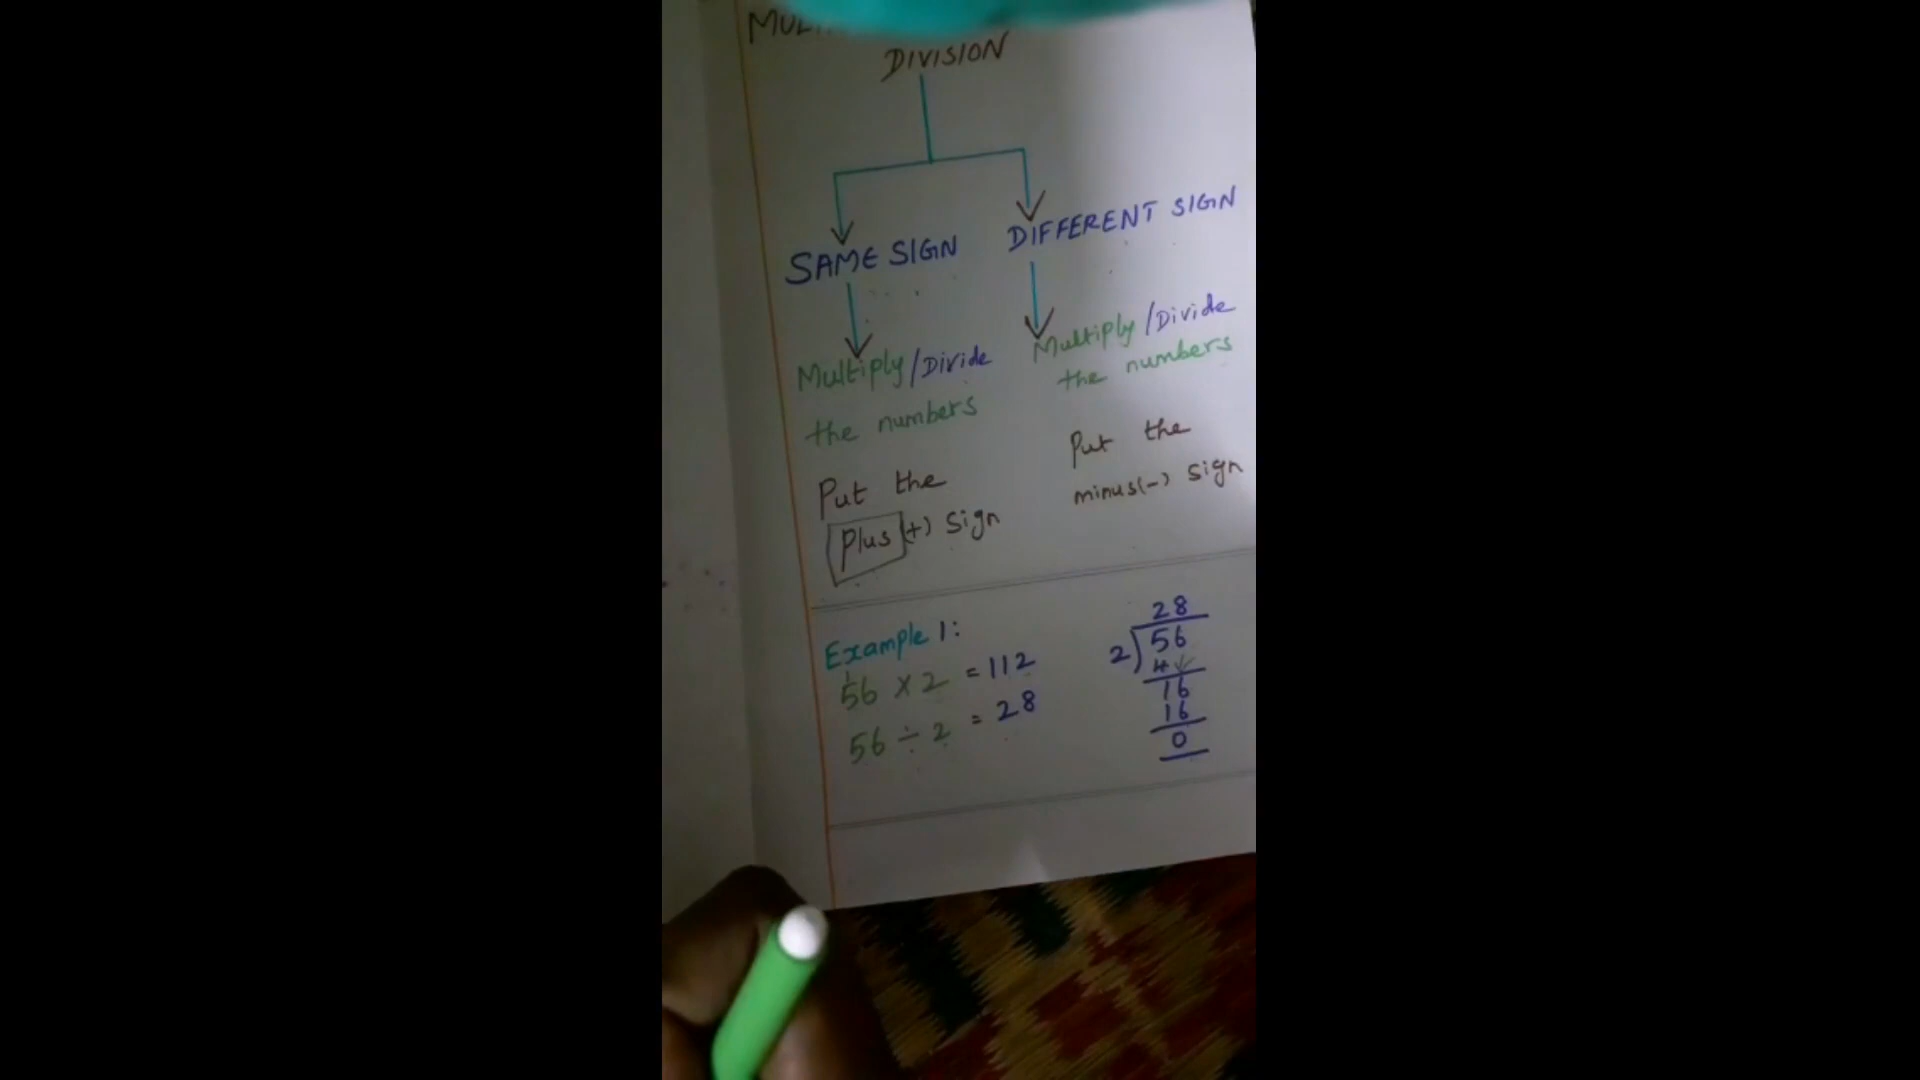 DIVISION
SAME SIGN
DIFFERENT SIGN
Multiply/Divide
the numbers
Put the
Plus(+) Sign
Multiply/Divide
the numbers
Put the
minus(-) sign
Example 1:
1
56 × 2 = 112
56 ÷ 2 = 28
28
2)56
4↓
16
16
0